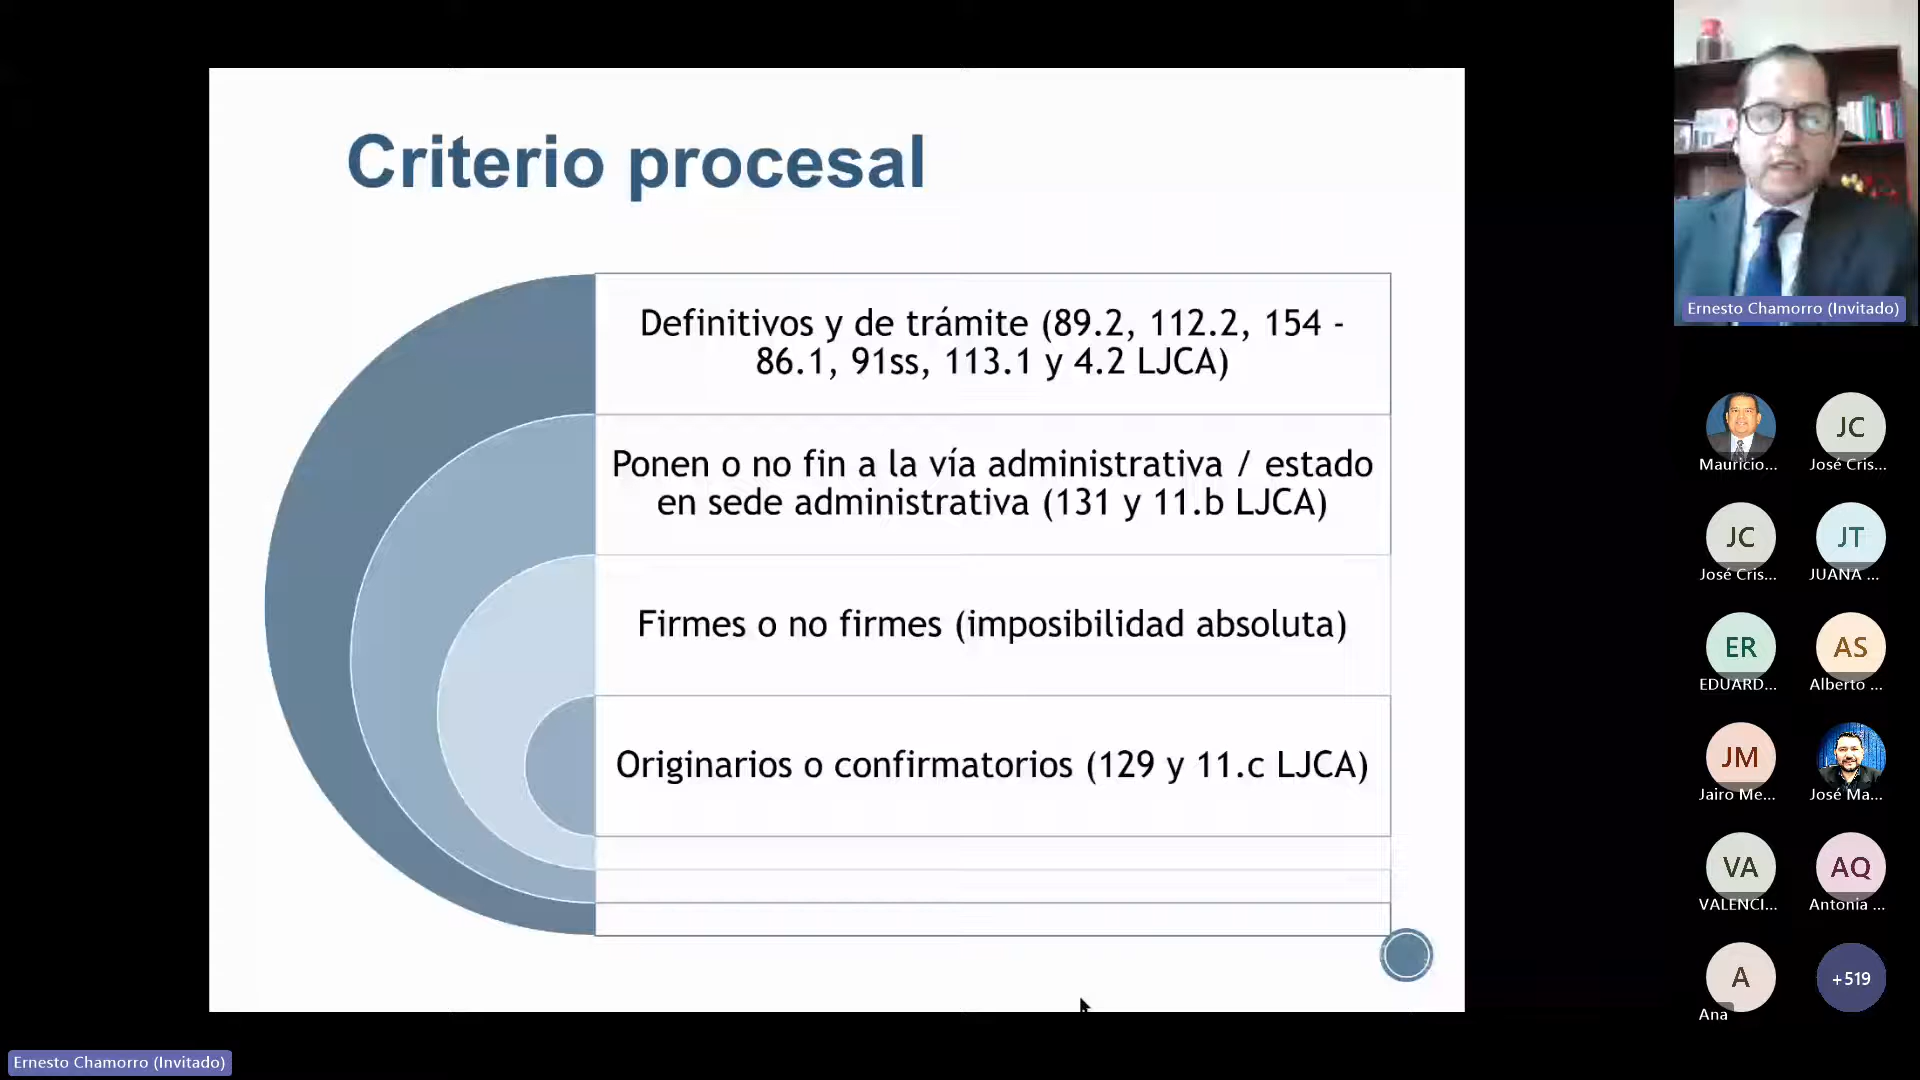 Criterio procesal
Definitivos y de trámite (89.2, 112.2, 154 -
86.1, 91ss, 113.1 y 4.2 LJCA)
Ponen o no fin a la vía administrativa / estado
en sede administrativa (131 y 11.b LJCA)
Firmes o no firmes (imposibilidad absoluta)
Originarios o confirmatorios (129 y 11.c LJCA)
Ernesto Chamorro (Invitado)
Mauricio...
JC
José Cris...
JC
José Cris...
JT
JUANA ...
ER
EDUARD...
AS
Alberto ...
JM
Jairo Me...
José Ma...
VA
VALENCI...
AQ
Antonia ...
A
Ana
+519
Ernesto Chamorro (Invitado)